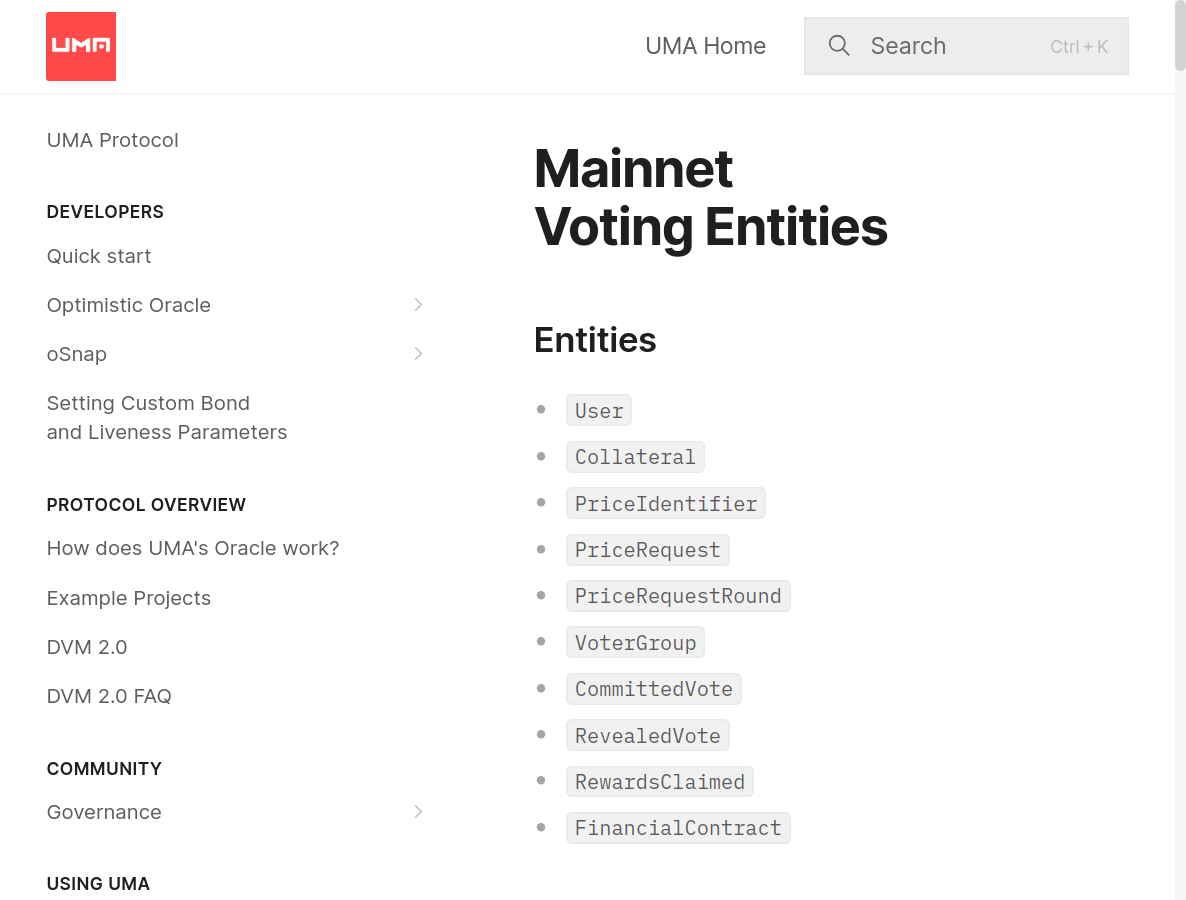 UMA
UMA Home
Search
Ctrl + K
UMA Protocol
DEVELOPERS
Quick start
Optimistic Oracle
oSnap
Setting Custom Bond
and Liveness Parameters
PROTOCOL OVERVIEW
How does UMA's Oracle work?
Example Projects
DVM 2.0
DVM 2.0 FAQ
COMMUNITY
Governance
USING UMA
Mainnet
Voting Entities
Entities
User
Collateral
PriceIdentifier
PriceRequest
PriceRequestRound
VoterGroup
CommittedVote
RevealedVote
RewardsClaimed
FinancialContract